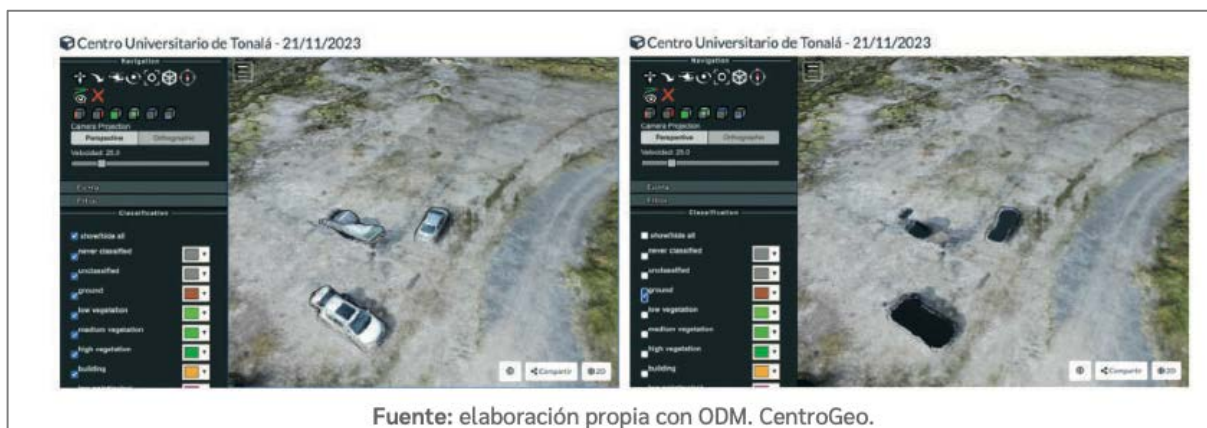 Centro Universitario de Tonalá - 21/11/2023
Navigation
Camera Projection
Perspective Orthographic
Velocidad: 25.0
Classification
show/hide all
never classified
unclassified
ground
low vegetation
medium vegetation
high vegetation
building
Compartir 2D
Centro Universitario de Tonalá - 21/11/2023
Navigation
Camera Projection
Perspective Orthographic
Velocidad: 25.0
Classification
show/hide all
never classified
unclassified
ground
low vegetation
medium vegetation
high vegetation
building
Compartir 2D
Fuente: elaboración propia con ODM. CentroGeo.